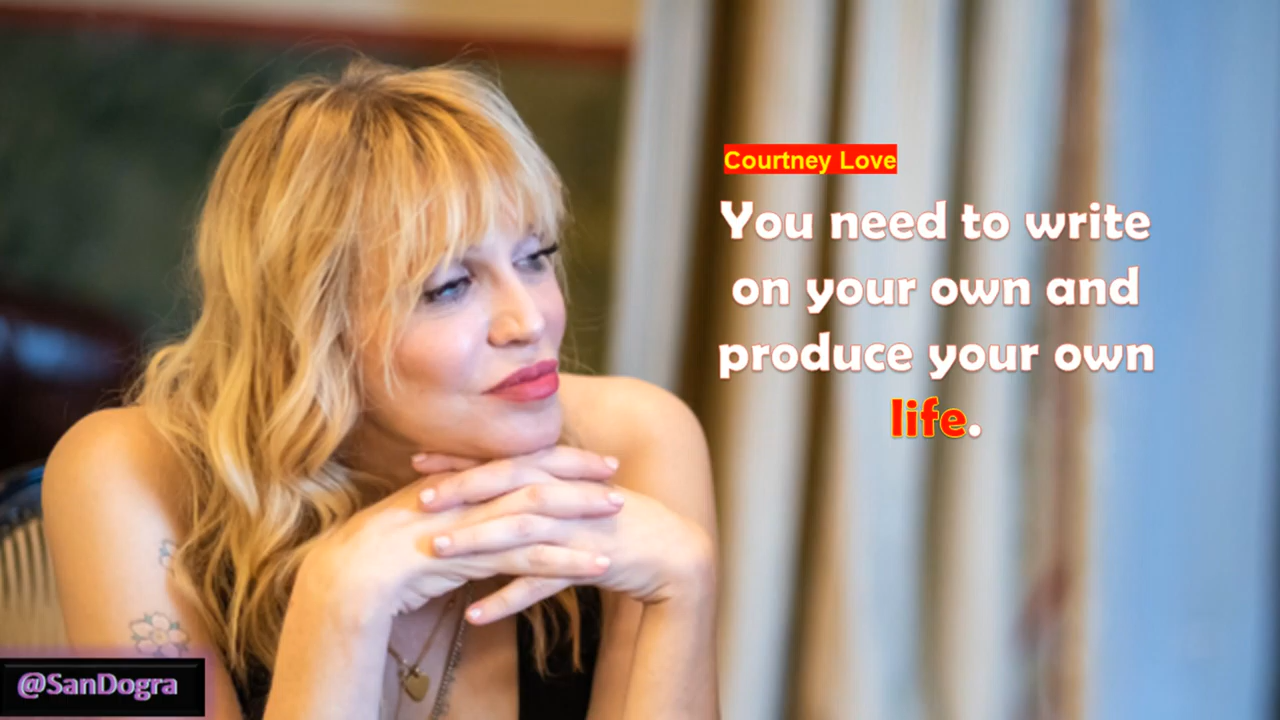 Courtney Love
You need to write
on your own and
produce your own
life.
@SanDogra